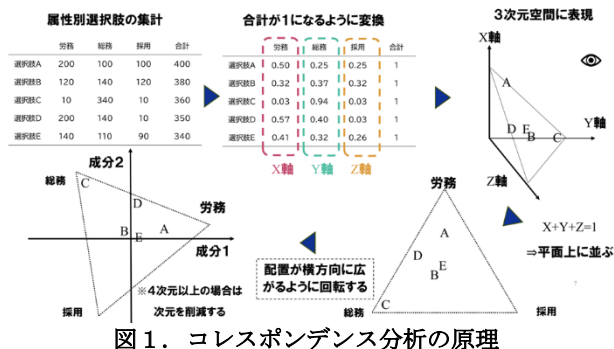 属性別選択肢の集計
労務 総務 採用 合計
選択肢A 200 100 100 400
選択肢B 120 140 120 380
選択肢C 10 340 10 360
選択肢D 200 140 10 350
選択肢E 140 110 90 340
合計が1になるように変換
労務 総務 採用 合計
選択肢A 0.50 0.25 0.25 1
選択肢B 0.32 0.37 0.32 1
選択肢C 0.03 0.94 0.03 1
選択肢D 0.57 0.40 0.03 1
選択肢E 0.41 0.32 0.26 1
X軸 Y軸 Z軸
3次元空間に表現
X軸
A
Y軸
D E B C
Z軸
X+Y+Z=1
⇒平面上に並ぶ
労務
A
D
E
B
C
総務
採用
配置が横方向に広
がるように回転する
成分2
総務
C
D
労務
B
E
A
成分1
※4次元以上の場合は
次元を削減する
採用
図1．コレスポンデンス分析の原理